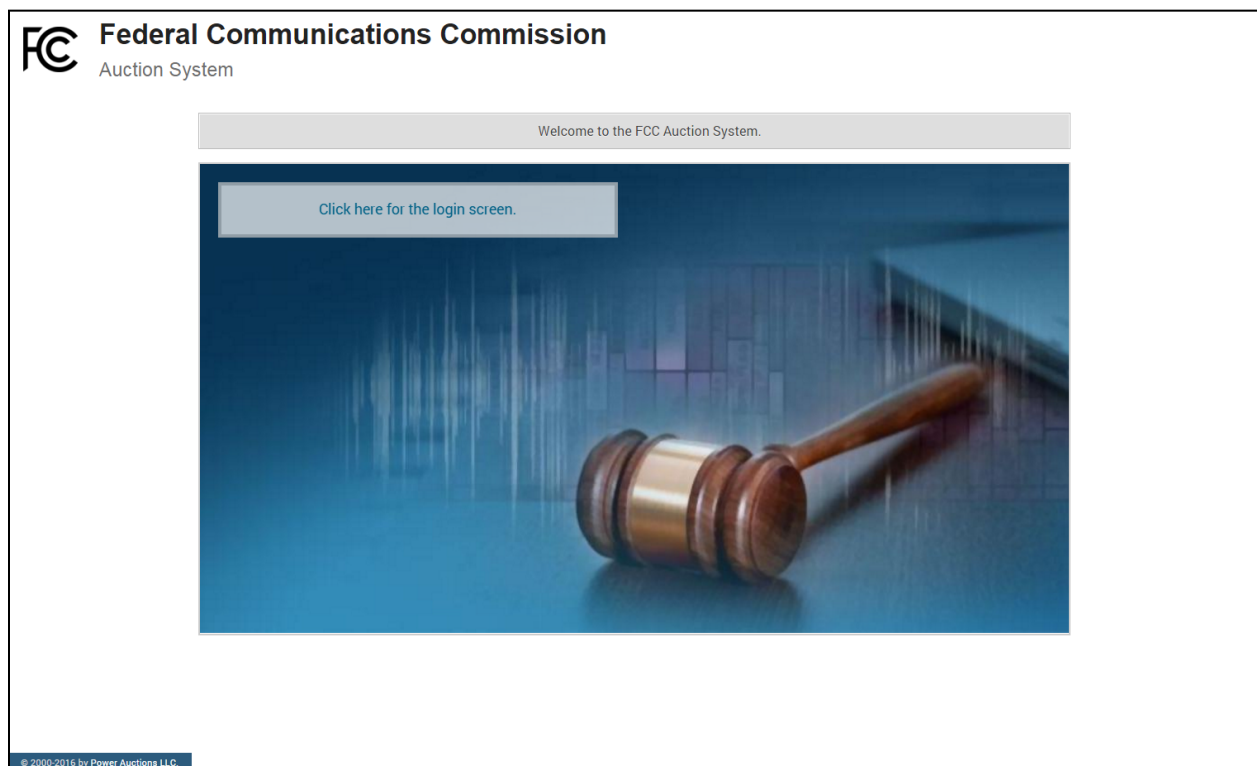 FCC
Federal Communications Commission
Auction System
Welcome to the FCC Auction System.
Click here for the login screen.
© 2000-2016 by Power Auctions LLC.